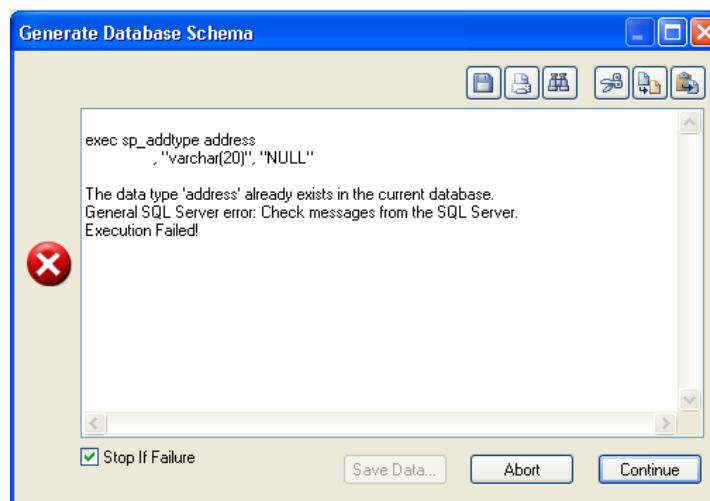 Generate Database Schema
exec sp_addtype address
, "varchar(20)", "NULL"
The data type 'address' already exists in the current database.
General SQL Server error: Check messages from the SQL Server.
Execution Failed!
Stop If Failure
Save Data...
Abort
Continue